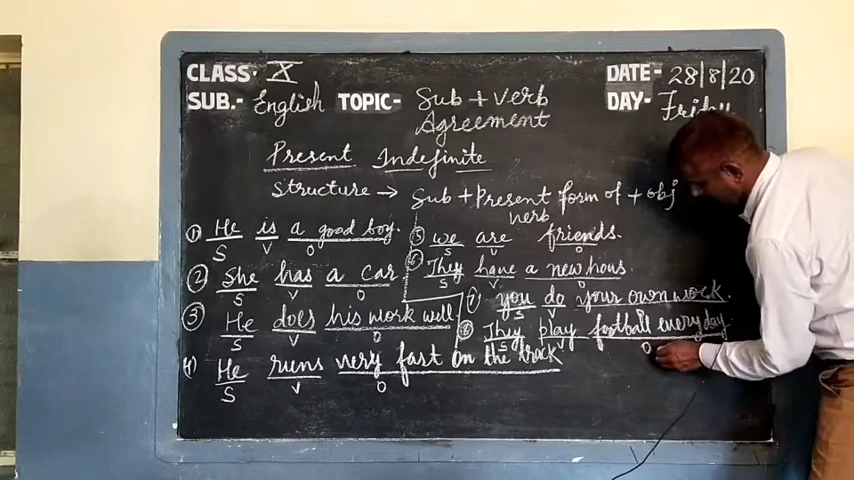 CLASS- X
SUB.- English
TOPIC- Sub + verb
Agreement
DATE- 28/8/20
DAY- Friday
Present Indefinite
Structure → Sub + Present form of + obj
verb
① He is a good boy.
S V O
② She has a car
S V O
③ He does his work well
S V O
④ He runs very fast on the track
S V O
⑤ we are friends.
S V O
⑥ They have a new hous
S V O
⑦ you do your own work.
S V O
⑧ They play football every day
S V O